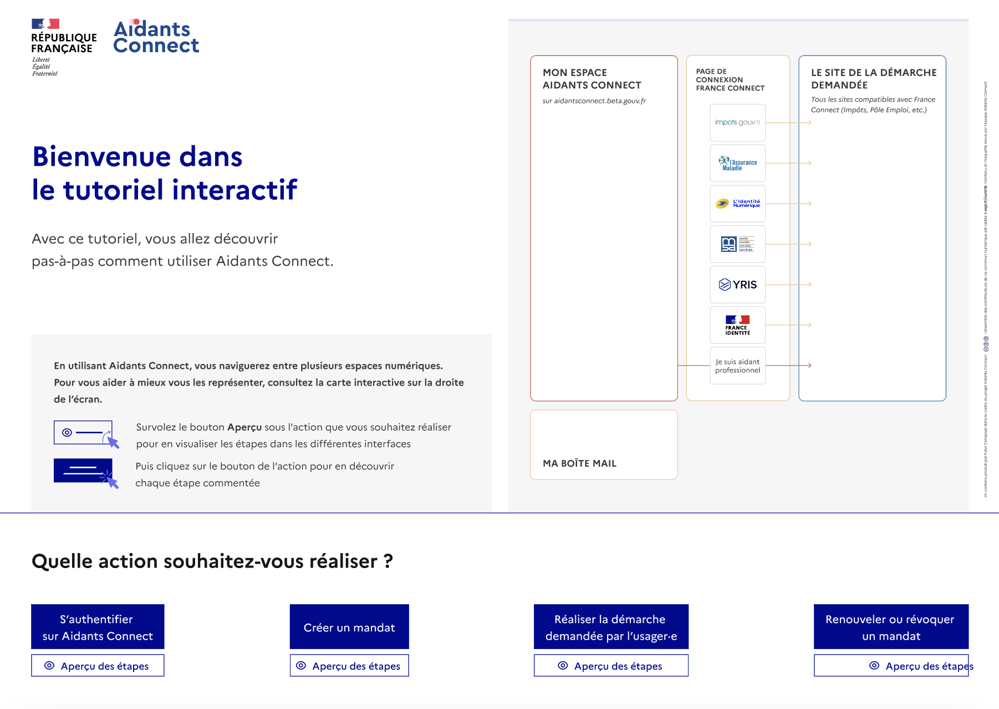 RÉPUBLIQUE
FRANÇAISE
Liberté
Égalité
Fraternité
Aidants
Connect
Bienvenue dans
le tutoriel interactif
Avec ce tutoriel, vous allez découvrir
pas-à-pas comment utiliser Aidants Connect.
En utilisant Aidants Connect, vous naviguerez entre plusieurs espaces numériques.
Pour vous aider à mieux vous les représenter, consultez la carte interactive sur la droite
de l’écran.
Survolez le bouton Aperçu sous l’action que vous souhaitez réaliser
pour en visualiser les étapes dans les différentes interfaces
Puis cliquez sur le bouton de l’action pour en découvrir
chaque étape commentée
MON ESPACE
AIDANTS CONNECT
sur aidantsconnect.beta.gouv.fr
PAGE DE
CONNEXION
FRANCE CONNECT
impots.gouv.fr
l’Assurance
Maladie
L’Identité
Numérique
msa
santé
famille
retraite
services
YRIS
FRANCE
IDENTITÉ
Je suis aidant
professionnel
LE SITE DE LA DÉMARCHE
DEMANDÉE
Tous les sites compatibles avec France
Connect (Impôts, Pôle Emploi, etc.)
MA BOÎTE MAIL
Un contenu produit par Futur Composé dans le cadre du projet Aidants Connect. L’ensemble des contributeurs de ce commun numérique est visible à esja.fr/contrib. Contenu et maquette revue par l’équipe Aidants Connect
Quelle action souhaitez-vous réaliser ?
S’authentifier
sur Aidants Connect
Aperçu des étapes
Créer un mandat
Aperçu des étapes
Réaliser la démarche
demandée par l’usager·e
Aperçu des étapes
Renouveler ou révoquer
un mandat
Aperçu des étapes